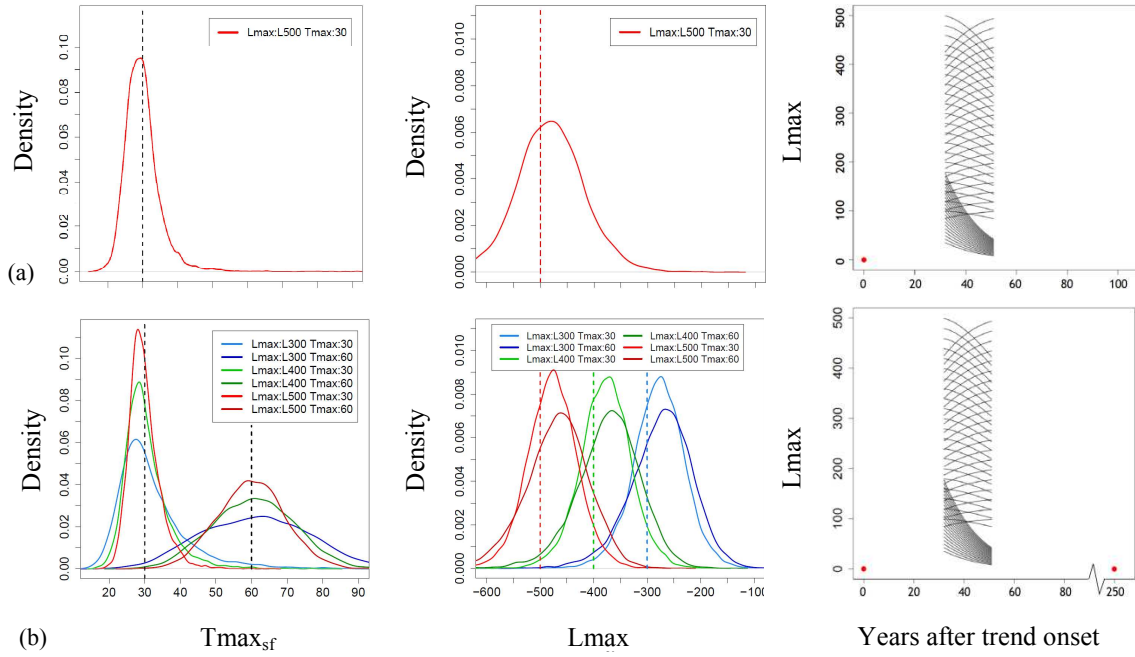 Density
0.00 0.02 0.04 0.06 0.08 0.10
Lmax:L500 Tmax:30
20 30 40 50 60 70 80 90
(a)
Density
0.000 0.002 0.004 0.006 0.008 0.010
Lmax:L500 Tmax:30
Lmax
0 100 200 300 400 500
0 20 40 60 80 100
Density
0.00 0.02 0.04 0.06 0.08 0.10
Lmax:L300 Tmax:30
Lmax:L300 Tmax:60
Lmax:L400 Tmax:30
Lmax:L400 Tmax:60
Lmax:L500 Tmax:30
Lmax:L500 Tmax:60
20 30 40 50 60 70 80 90
(b)
Tmaxsf
Density
0.000 0.002 0.004 0.006 0.008 0.010
Lmax:L300 Tmax:30 Lmax:L400 Tmax:60
Lmax:L300 Tmax:60 Lmax:L500 Tmax:30
Lmax:L400 Tmax:30 Lmax:L500 Tmax:60
−600 −500 −400 −300 −200
Lmax
Lmax
0 100 200 300 400 500
0 20 40 60 80 250
Years after trend onset